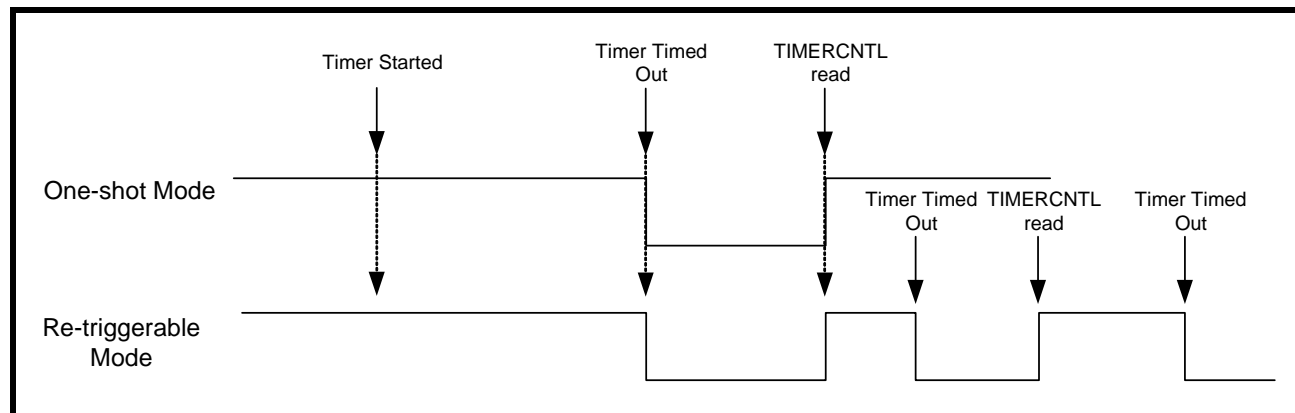 Timer Started
Timer Timed
Out
TIMERCNTL
read
One-shot Mode
Timer Timed
Out
TIMERCNTL
read
Timer Timed
Out
Re-triggerable
Mode